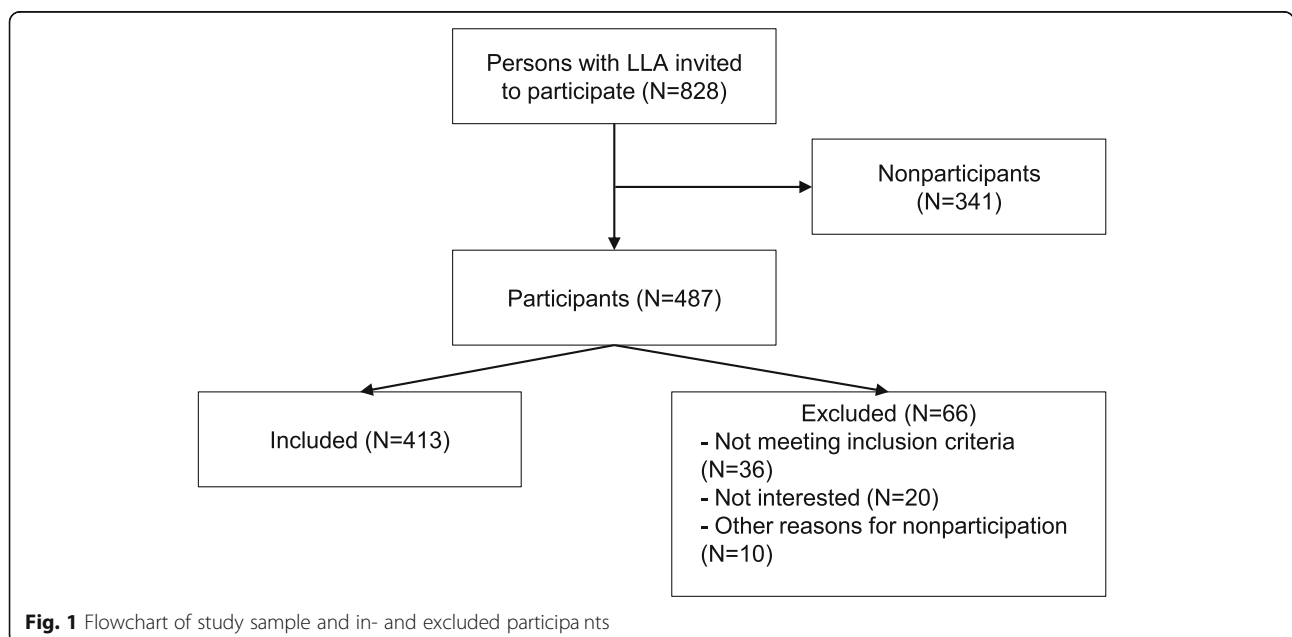 Persons with LLA invited
to participate (N=828)
Nonparticipants
(N=341)
Participants (N=487)
Included (N=413)
Excluded (N=66)
- Not meeting inclusion criteria
(N=36)
- Not interested (N=20)
- Other reasons for nonparticipation
(N=10)
Fig. 1 Flowchart of study sample and in- and excluded participa nts